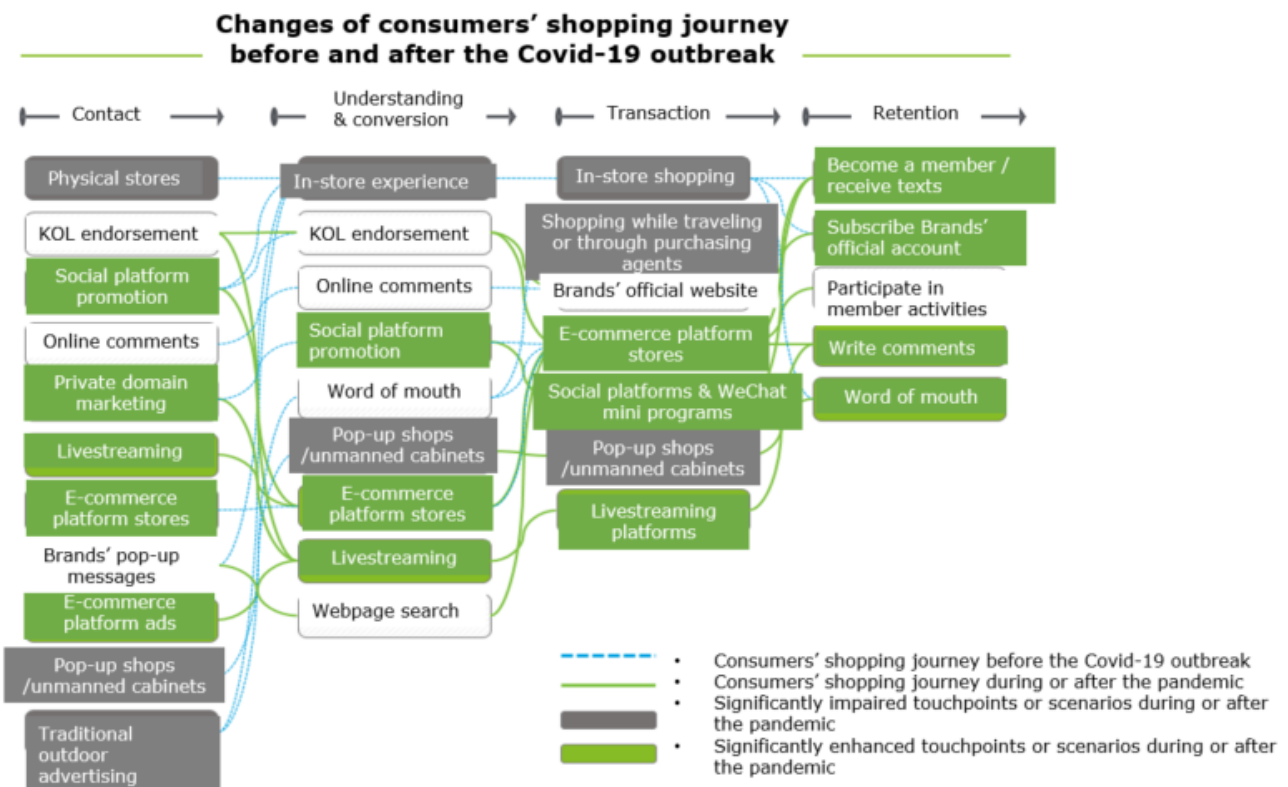 Changes of consumers’ shopping journey
before and after the Covid-19 outbreak
Contact
Understanding
& conversion
Transaction
Retention
Physical stores
KOL endorsement
Social platform
promotion
Online comments
Private domain
marketing
Livestreaming
E-commerce
platform stores
Brands’ pop-up
messages
E-commerce
platform ads
Pop-up shops
/unmanned cabinets
Traditional
outdoor
advertising
In-store experience
KOL endorsement
Online comments
Social platform
promotion
Word of mouth
Pop-up shops
/unmanned cabinets
E-commerce
platform stores
Livestreaming
Webpage search
In-store shopping
Shopping while traveling
or through purchasing
agents
Brands’ official website
E-commerce platform
stores
Social platforms & WeChat
mini programs
Pop-up shops
/unmanned cabinets
Livestreaming
platforms
Become a member /
receive texts
Subscribe Brands’
official account
Participate in
member activities
Write comments
Word of mouth
• Consumers’ shopping journey before the Covid-19 outbreak
• Consumers’ shopping journey during or after the pandemic
• Significantly impaired touchpoints or scenarios during or after
the pandemic
• Significantly enhanced touchpoints or scenarios during or after
the pandemic